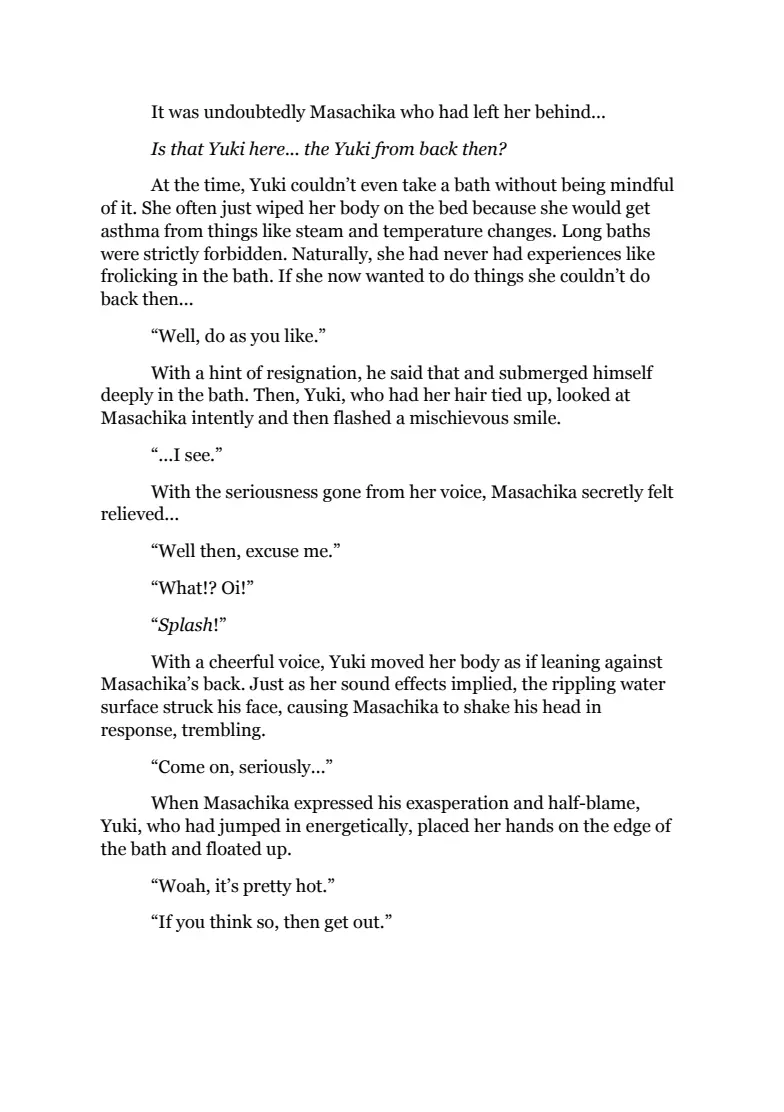 It was undoubtedly Masachika who had left her behind...
Is that Yuki here... the Yuki from back then?
At the time, Yuki couldn’t even take a bath without being mindful
of it. She often just wiped her body on the bed because she would get
asthma from things like steam and temperature changes. Long baths
were strictly forbidden. Naturally, she had never had experiences like
frolicking in the bath. If she now wanted to do things she couldn’t do
back then...
“Well, do as you like.”
With a hint of resignation, he said that and submerged himself
deeply in the bath. Then, Yuki, who had her hair tied up, looked at
Masachika intently and then flashed a mischievous smile.
“...I see.”
With the seriousness gone from her voice, Masachika secretly felt
relieved...
“Well then, excuse me.”
“What!? Oi!”
“Splash!”
With a cheerful voice, Yuki moved her body as if leaning against
Masachika’s back. Just as her sound effects implied, the rippling water
surface struck his face, causing Masachika to shake his head in
response, trembling.
“Come on, seriously...”
When Masachika expressed his exasperation and half-blame,
Yuki, who had jumped in energetically, placed her hands on the edge of
the bath and floated up.
“Woah, it’s pretty hot.”
“If you think so, then get out.”